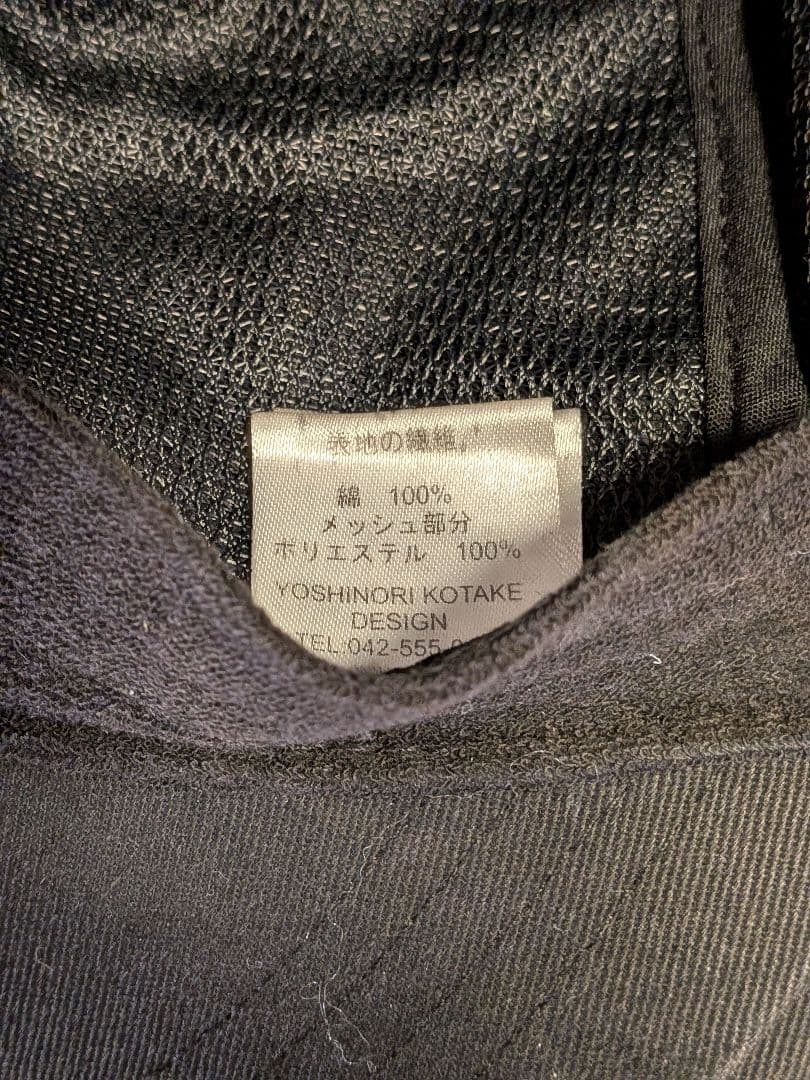 表地の繊維
綿 100%
メッシュ部分
ポリエステル 100%
YOSHINORI KOTAKE
DESIGN
TEL:042-555-